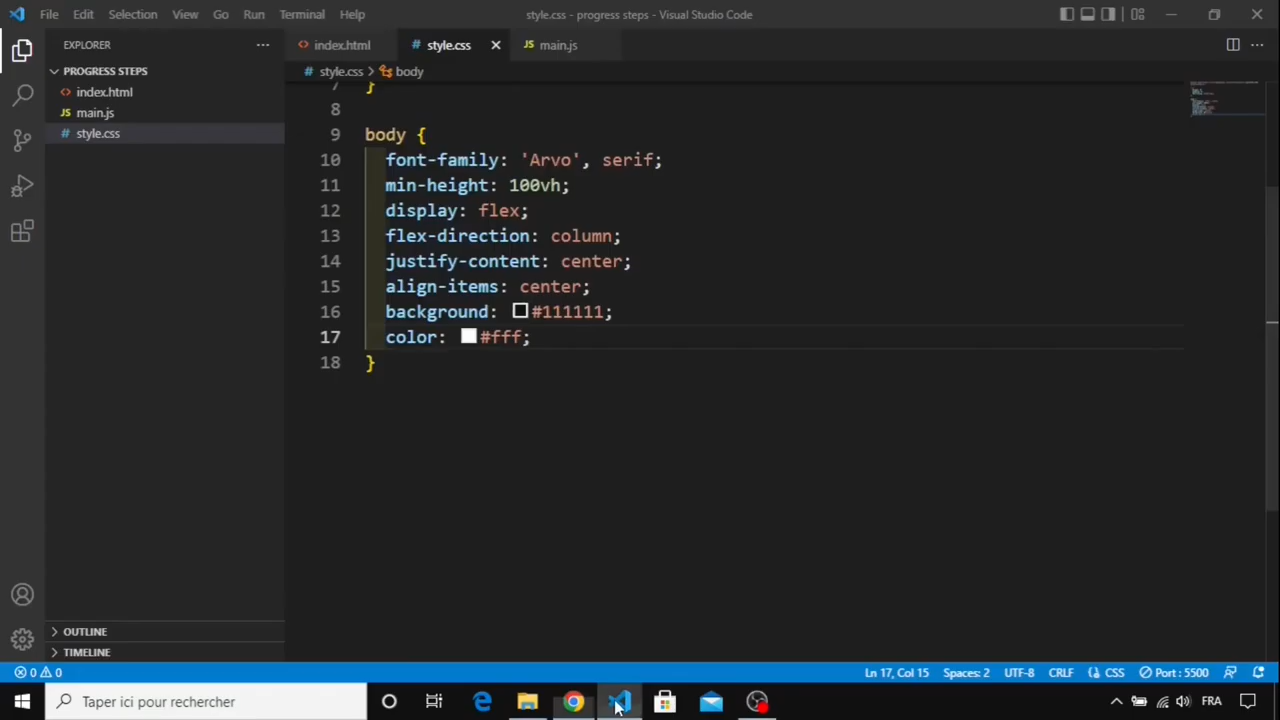 File Edit Selection View Go Run Terminal Help
style.css - progress steps - Visual Studio Code
EXPLORER
index.html
style.css
main.js
style.css > body
PROGRESS STEPS
index.html
JS main.js
# style.css
7 }
8
9 body {
10 font-family: 'Arvo', serif;
11 min-height: 100vh;
12 display: flex;
13 flex-direction: column;
14 justify-content: center;
15 align-items: center;
16 background: #111111;
17 color: #fff;
18 }
OUTLINE
TIMELINE
0 0
Ln 17, Col 15 Spaces: 2 UTF-8 CRLF CSS Port : 5500
Taper ici pour rechercher
FRA